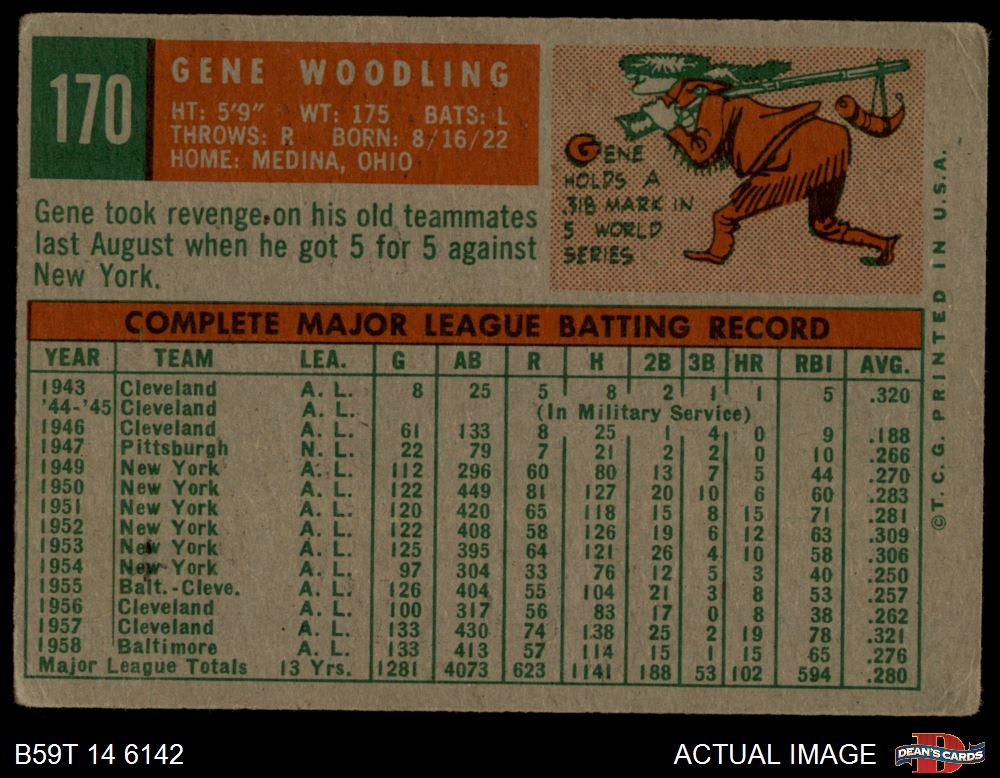 170
GENE WOODLING
HT: 5'9" WT: 175 BATS: L
THROWS: R BORN: 8/16/22
HOME: MEDINA, OHIO
Gene took revenge on his old teammates
last August when he got 5 for 5 against
New York.
GENE
HOLDS A
.318 MARK IN
5 WORLD
SERIES
COMPLETE MAJOR LEAGUE BATTING RECORD
YEAR TEAM LEA. G AB R H 2B 3B HR RBI AVG.
1943 Cleveland A. L. 8 25 5 8 2 1 1 5 .320
'44-'45 Cleveland A. L. (In Military Service)
1946 Cleveland A. L. 61 133 8 25 1 4 0 9 .188
1947 Pittsburgh N. L. 22 79 7 21 2 2 0 10 .266
1949 New York A. L. 112 296 60 80 13 7 5 44 .270
1950 New York A. L. 122 449 81 127 20 10 6 60 .283
1951 New York A. L. 120 420 65 118 15 8 15 71 .281
1952 New York A. L. 122 408 58 126 19 6 12 63 .309
1953 New York A. L. 125 395 64 121 26 4 10 58 .306
1954 New York A. L. 97 304 33 76 12 5 3 40 .250
1955 Balt.-Cleve. A. L. 126 404 55 104 21 3 8 53 .257
1956 Cleveland A. L. 100 317 56 83 17 0 8 38 .262
1957 Cleveland A. L. 133 430 74 138 25 2 19 78 .321
1958 Baltimore A. L. 133 413 57 114 15 1 15 65 .276
Major League Totals 13 Yrs. 1281 4073 623 1141 188 53 102 594 .280
©T. C. G. PRINTED IN U.S.A.
B59T 14 6142
ACTUAL IMAGE
D
DEAN'S CARDS